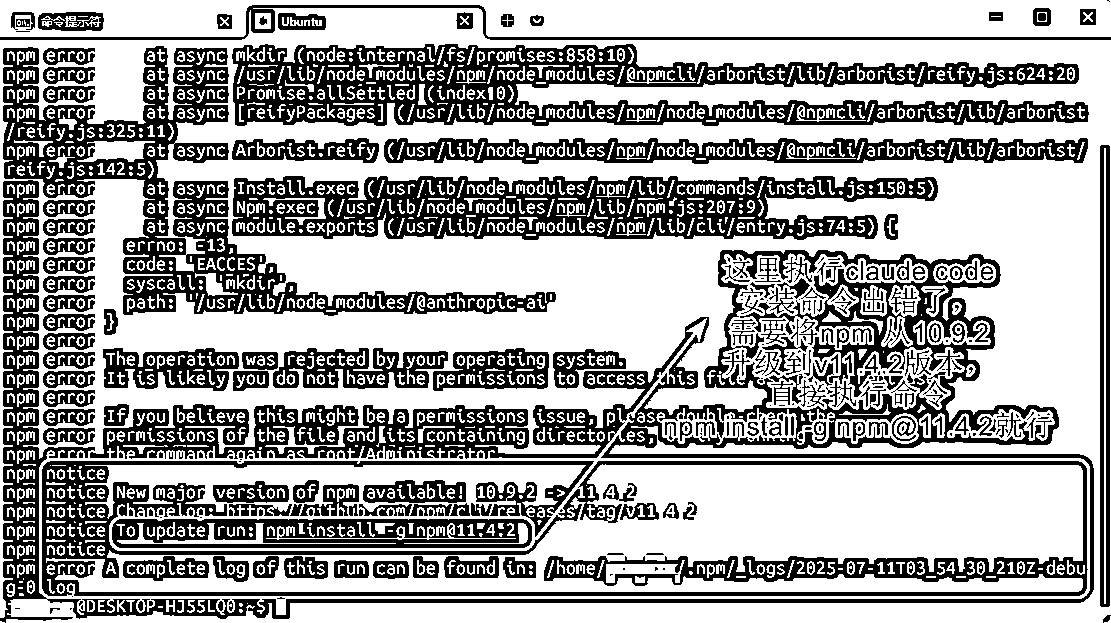 命令提示符
Ubuntu
npm error     at async mkdir (node:internal/fs/promises:858:10)
npm error     at async /usr/lib/node_modules/npm/node_modules/@npmcli/arborist/lib/arborist/reify.js:624:20
npm error     at async Promise.allSettled (index 0)
npm error     at async [reifyPackages] (/usr/lib/node_modules/npm/node_modules/@npmcli/arborist/lib/arborist
/reify.js:325:11)
npm error     at async Arborist.reify (/usr/lib/node_modules/npm/node_modules/@npmcli/arborist/lib/arborist/
reify.js:142:5)
npm error     at async Install.exec (/usr/lib/node_modules/npm/lib/commands/install.js:150:5)
npm error     at async Npm.exec (/usr/lib/node_modules/npm/lib/npm.js:207:9)
npm error     at async module.exports (/usr/lib/node_modules/npm/lib/cli/entry.js:74:5) {
npm error   errno: -13,
npm error   code: 'EACCES',
npm error   syscall: 'mkdir',
npm error   path: '/usr/lib/node_modules/@anthropic-ai'
npm error }
npm error
npm error The operation was rejected by your operating system.
npm error It is likely you do not have the permissions to access this file
npm error
npm error If you believe this might be a permissions issue, please double-check the
npm error permissions of the file and its containing directories,
npm error the command again as root/Administrator.
npm notice
npm notice New major version of npm available! 10.9.2 -> 11.4.2
npm notice Changelog: https://github.com/npm/cli/releases/tag/v11.4.2
npm notice To update run: npm install -g npm@11.4.2
npm notice
npm error A complete log of this run can be found in: /home/ /.npm/_logs/2025-07-11T03_54_30_210Z-debu
g-0.log
@DESKTOP-HJ55LQ0:~$
这里执行claude code
安装命令出错了，
需要将npm 从10.9.2
升级到v11.4.2版本，
直接执行命令
npm install -g npm@11.4.2就行